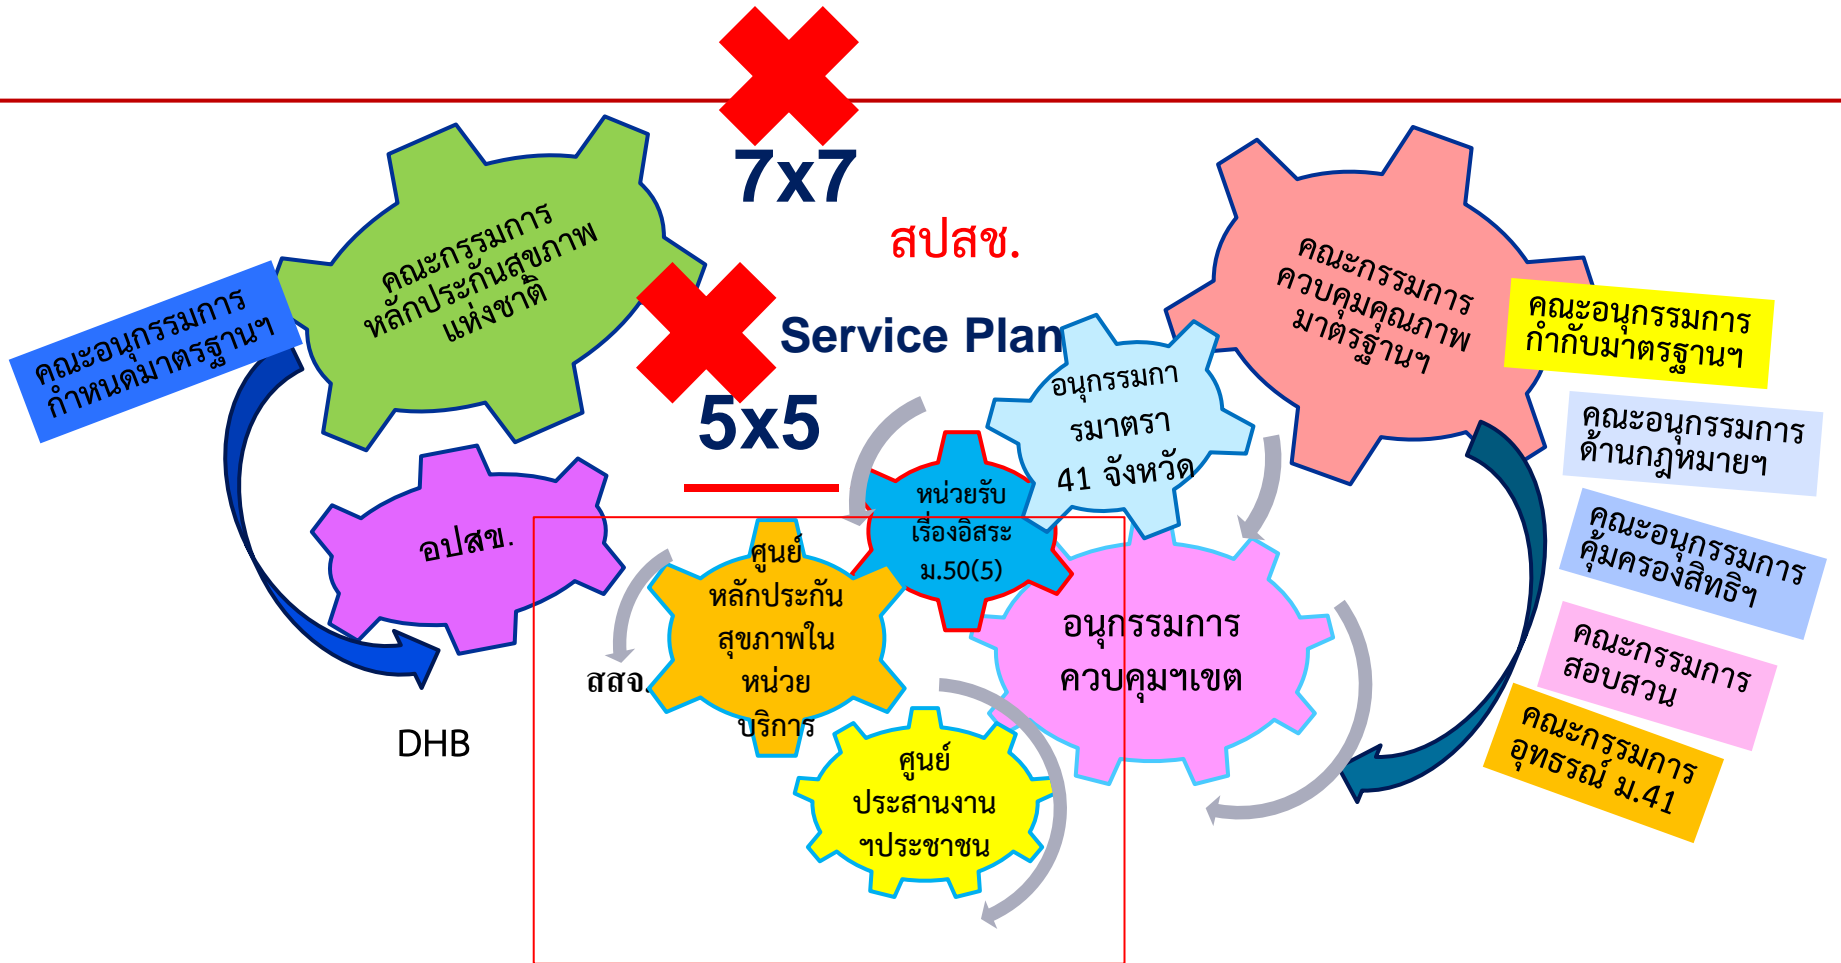 7x7
สปสช.
Service Plan
5x5
คณะกรรมการ
หลักประกันสุขภาพ
แห่งชาติ
คณะอนุกรรมการ
กำหนดมาตรฐานฯ
อปสข.
DHB
สสจ.
ศูนย์
หลักประกัน
สุขภาพใน
หน่วย
บริการ
หน่วยรับ
เรื่องอิสระ
ม.50(5)
อนุกรรมกา
รมาตรา
41 จังหวัด
ศูนย์
ประสานงาน
ฯประชาชน
อนุกรรมการ
ควบคุมฯเขต
คณะกรรมการ
ควบคุมคุณภาพ
มาตรฐานฯ
คณะอนุกรรมการ
กำกับมาตรฐานฯ
คณะอนุกรรมการ
ด้านกฎหมายฯ
คณะอนุกรรมการ
คุ้มครองสิทธิฯ
คณะกรรมการ
สอบสวน
คณะกรรมการ
อุทธรณ์ ม.41